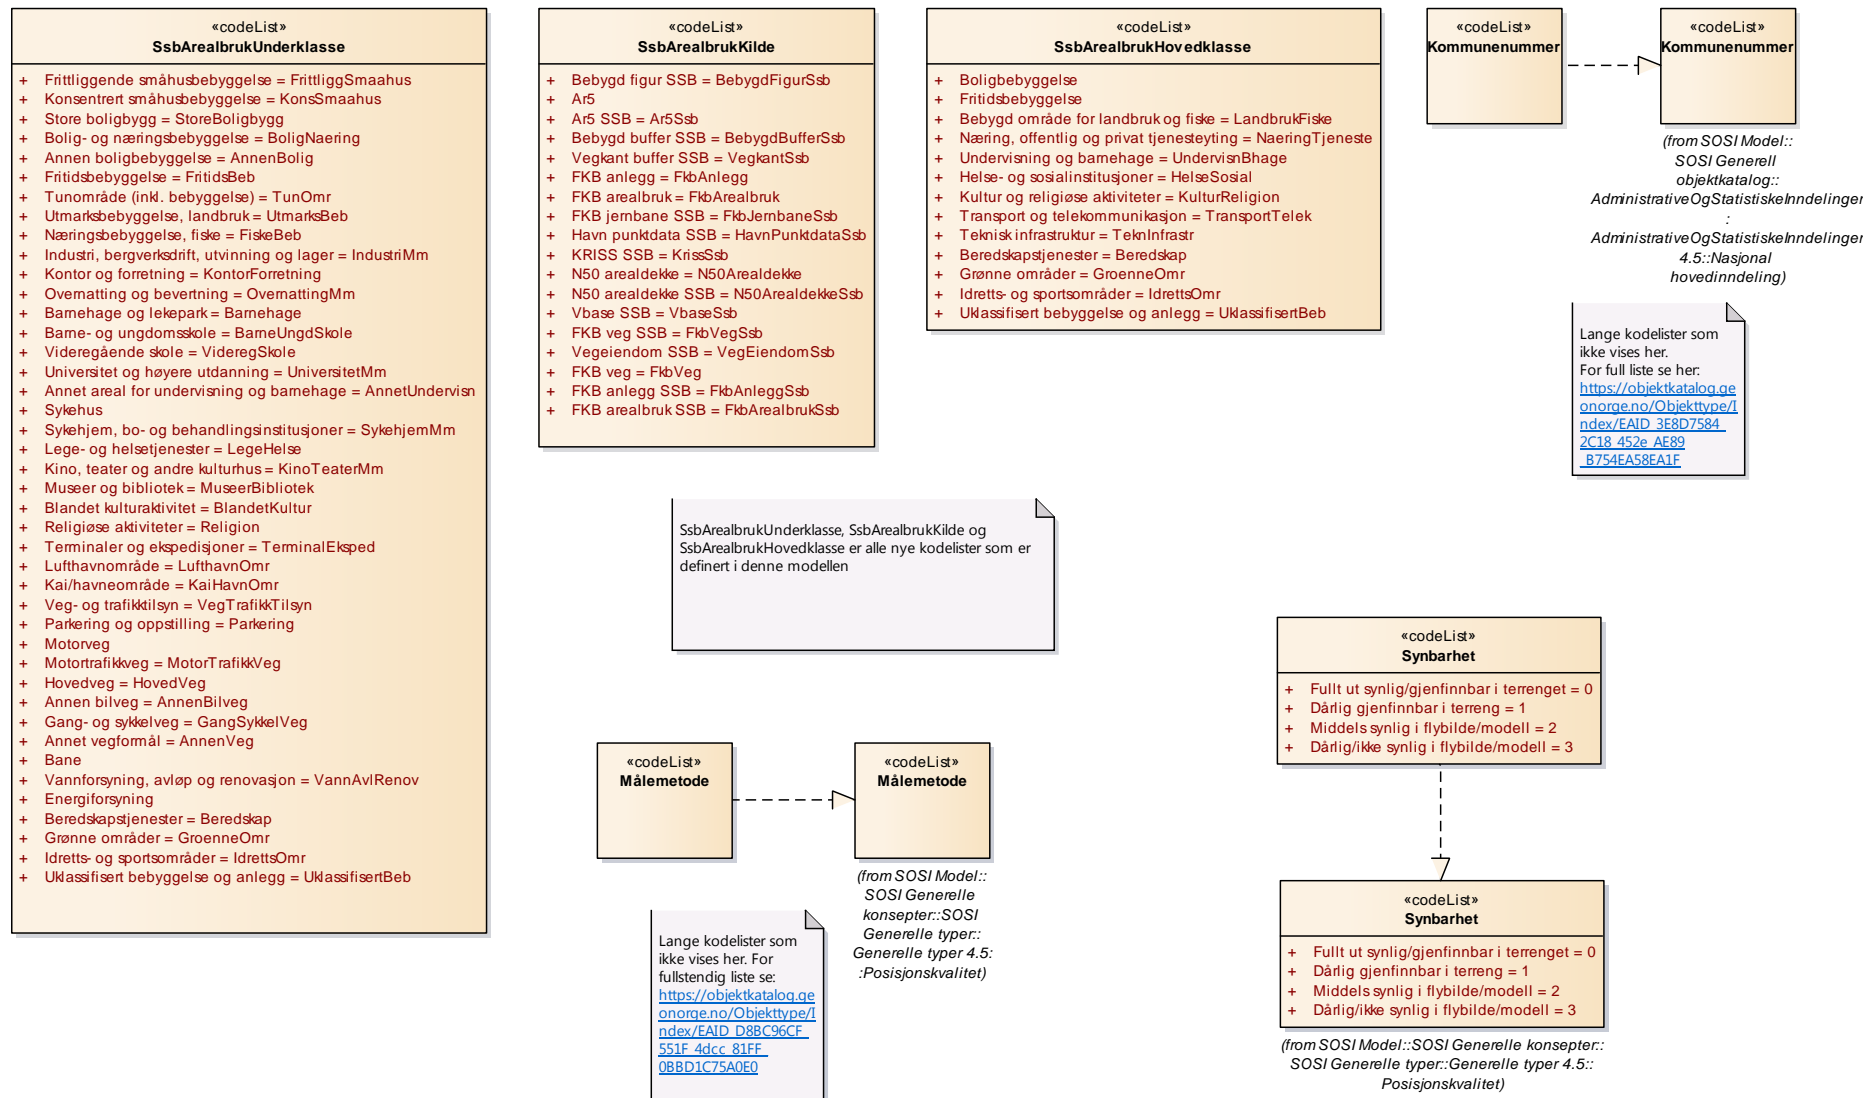 «codeList»
SsbArealbrukUnderklasse
+ Frittliggende småhusbebyggelse = FrittliggSmaahus
+ Konsentrert småhusbebyggelse = KonsSmaahus
+ Store boligbygg = StoreBoligbygg
+ Bolig- og næringsbebyggelse = BoligNaering
+ Annen boligbebyggelse = AnnenBolig
+ Fritidsbebyggelse = FritidsBeb
+ Tunområde (inkl. bebyggelse) = TunOmr
+ Utmarksbebyggelse, landbruk = UtmarksBeb
+ Næringsbebyggelse, fiske = FiskeBeb
+ Industri, bergverksdrift, utvinning og lager = IndustriMm
+ Kontor og forretning = KontorForretning
+ Overnatting og bevertning = OvernattingMm
+ Barnehage og lekepark = Barnehage
+ Barne- og ungdomsskole = BarneUngdSkole
+ Videregående skole = VideregSkole
+ Universitet og høyere utdanning = UniversitetMm
+ Annet areal for undervisning og barnehage = AnnetUndervisn
+ Sykehus
+ Sykehjem, bo- og behandlingsinstitusjoner = SykehjemMm
+ Lege- og helsetjenester = LegeHelse
+ Kino, teater og andre kulturhus = KinoTeaterMm
+ Museer og bibliotek = MuseerBibliotek
+ Blandet kulturaktivitet = BlandetKultur
+ Religiøse aktiviteter = Religion
+ Terminaler og ekspedisjoner = TerminalEksped
+ Lufthavnområde = LufthavnOmr
+ Kai/havneområde = KaiHavnOmr
+ Veg- og trafikktilsyn = VegTrafikkTilsyn
+ Parkering og oppstilling = Parkering
+ Motorveg
+ Motortrafikkveg = MotorTrafikkVeg
+ Hovedveg = HovedVeg
+ Annen bilveg = AnnenBilveg
+ Gang- og sykkelveg = GangSykkelVeg
+ Annet vegformål = AnnenVeg
+ Bane
+ Vannforsyning, avløp og renovasjon = VannAvlRenov
+ Energiforsyning
+ Beredskapstjenester = Beredskap
+ Grønne områder = GroenneOmr
+ Idretts- og sportsområder = IdrettsOmr
+ Uklassifisert bebyggelse og anlegg = UklassifisertBeb
«codeList»
SsbArealbrukKilde
+ Bebygd figur SSB = BebygdFigurSsb
+ Ar5
+ Ar5 SSB = Ar5Ssb
+ Bebygd buffer SSB = BebygdBufferSsb
+ Vegkant buffer SSB = VegkantSsb
+ FKB anlegg = FkbAnlegg
+ FKB arealbruk = FkbArealbruk
+ FKB jernbane SSB = FkbJernbaneSsb
+ Havn punktdata SSB = HavnPunktdataSsb
+ KRISS SSB = KrissSsb
+ N50 arealdekke = N50Arealdekke
+ N50 arealdekke SSB = N50ArealdekkeSsb
+ Vbase SSB = VbaseSsb
+ FKB veg SSB = FkbVegSsb
+ Vegeiendom SSB = VegEiendomSsb
+ FKB veg = FkbVeg
+ FKB anlegg SSB = FkbAnleggSsb
+ FKB arealbruk SSB = FkbArealbrukSsb
«codeList»
SsbArealbrukHovedklasse
+ Boligbebyggelse
+ Fritidsbebyggelse
+ Bebygd område for landbruk og fiske = LandbrukFiske
+ Næring, offentlig og privat tjenesteyting = NaeringTjeneste
+ Undervisning og barnehage = UndervisnBhage
+ Helse- og sosialinstitusjoner = HelseSosial
+ Kultur og religiøse aktiviteter = KulturReligion
+ Transport og telekommunikasjon = TransportTelek
+ Teknisk infrastruktur = TeknInfrastr
+ Beredskapstjenester = Beredskap
+ Grønne områder = GroenneOmr
+ Idretts- og sportsområder = IdrettsOmr
+ Uklassifisert bebyggelse og anlegg = UklassifisertBeb
«codeList»
Kommunenummer
«codeList»
Kommunenummer
(from SOSI Model::
SOSI Generell
objektkatalog::
AdministrativeOgStatistiskeInndelinger
:
AdministrativeOgStatistiskeInndelinger
4.5::Nasjonal
hovedinndeling)
Lange kodelister som
ikke vises her.
For full liste se her:
https://objektkatalog.ge
onorge.no/Objekttype/I
ndex/EAID_3E8D7584_
2C18_452e_AE89
_B754EA58EA1F
SsbArealbrukUnderklasse, SsbArealbrukKilde og
SsbArealbrukHovedklasse er alle nye kodelister som er
definert i denne modellen
«codeList»
Målemetode
«codeList»
Målemetode
(from SOSI Model::
SOSI Generelle
konsepter::SOSI
Generelle typer::
Generelle typer 4.5:
:Posisjonskvalitet)
Lange kodelister som
ikke vises her. For
fullstendig liste se:
https://objektkatalog.ge
onorge.no/Objekttype/I
ndex/EAID_D8BC96CF_
551F_4dcc_81FF_
0BBD1C75A0E0
«codeList»
Synbarhet
+ Fullt ut synlig/gjenfinnbar i terrenget = 0
+ Dårlig gjenfinnbar i terreng = 1
+ Middels synlig i flybilde/modell = 2
+ Dårlig/ikke synlig i flybilde/modell = 3
«codeList»
Synbarhet
+ Fullt ut synlig/gjenfinnbar i terrenget = 0
+ Dårlig gjenfinnbar i terreng = 1
+ Middels synlig i flybilde/modell = 2
+ Dårlig/ikke synlig i flybilde/modell = 3
(from SOSI Model::SOSI Generelle konsepter::
SOSI Generelle typer::Generelle typer 4.5::
Posisjonskvalitet)